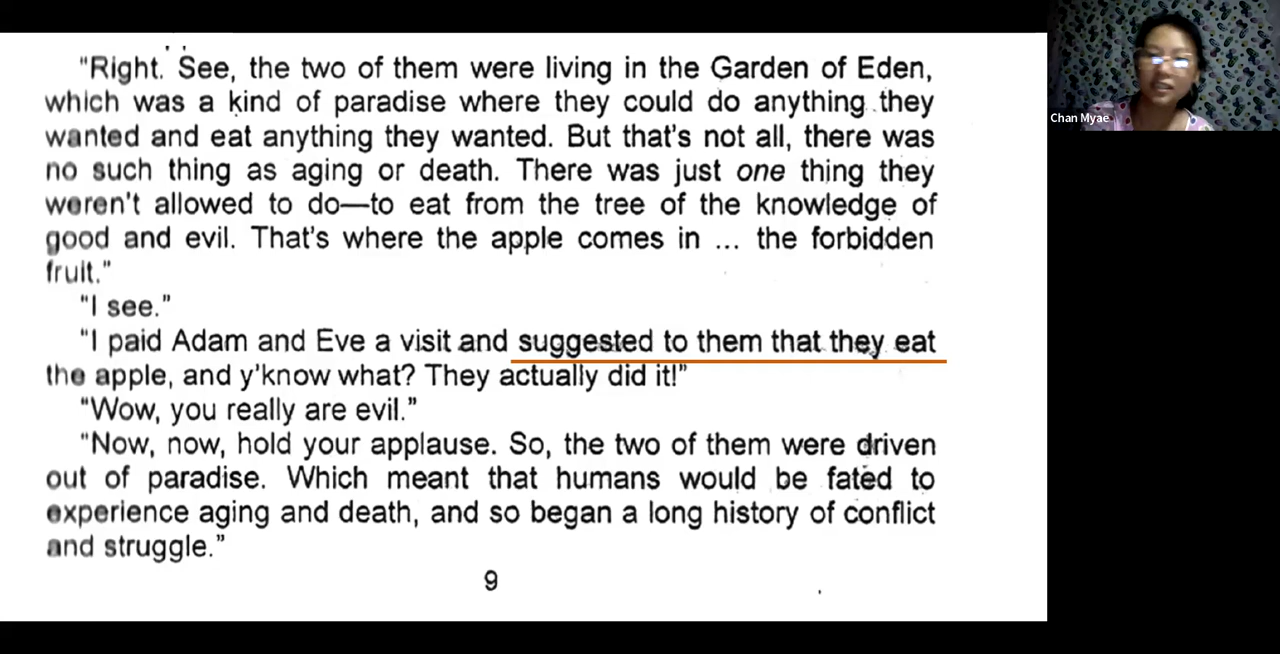 "Right. See, the two of them were living in the Garden of Eden,
which was a kind of paradise where they could do anything they
wanted and eat anything they wanted. But that's not all, there was
no such thing as aging or death. There was just one thing they
weren't allowed to do—to eat from the tree of the knowledge of
good and evil. That's where the apple comes in ... the forbidden
fruit."
"I see."
"I paid Adam and Eve a visit and suggested to them that they eat
the apple, and y'know what? They actually did it!"
"Wow, you really are evil."
"Now, now, hold your applause. So, the two of them were driven
out of paradise. Which meant that humans would be fated to
experience aging and death, and so began a long history of conflict
and struggle."
9
Chan Myae